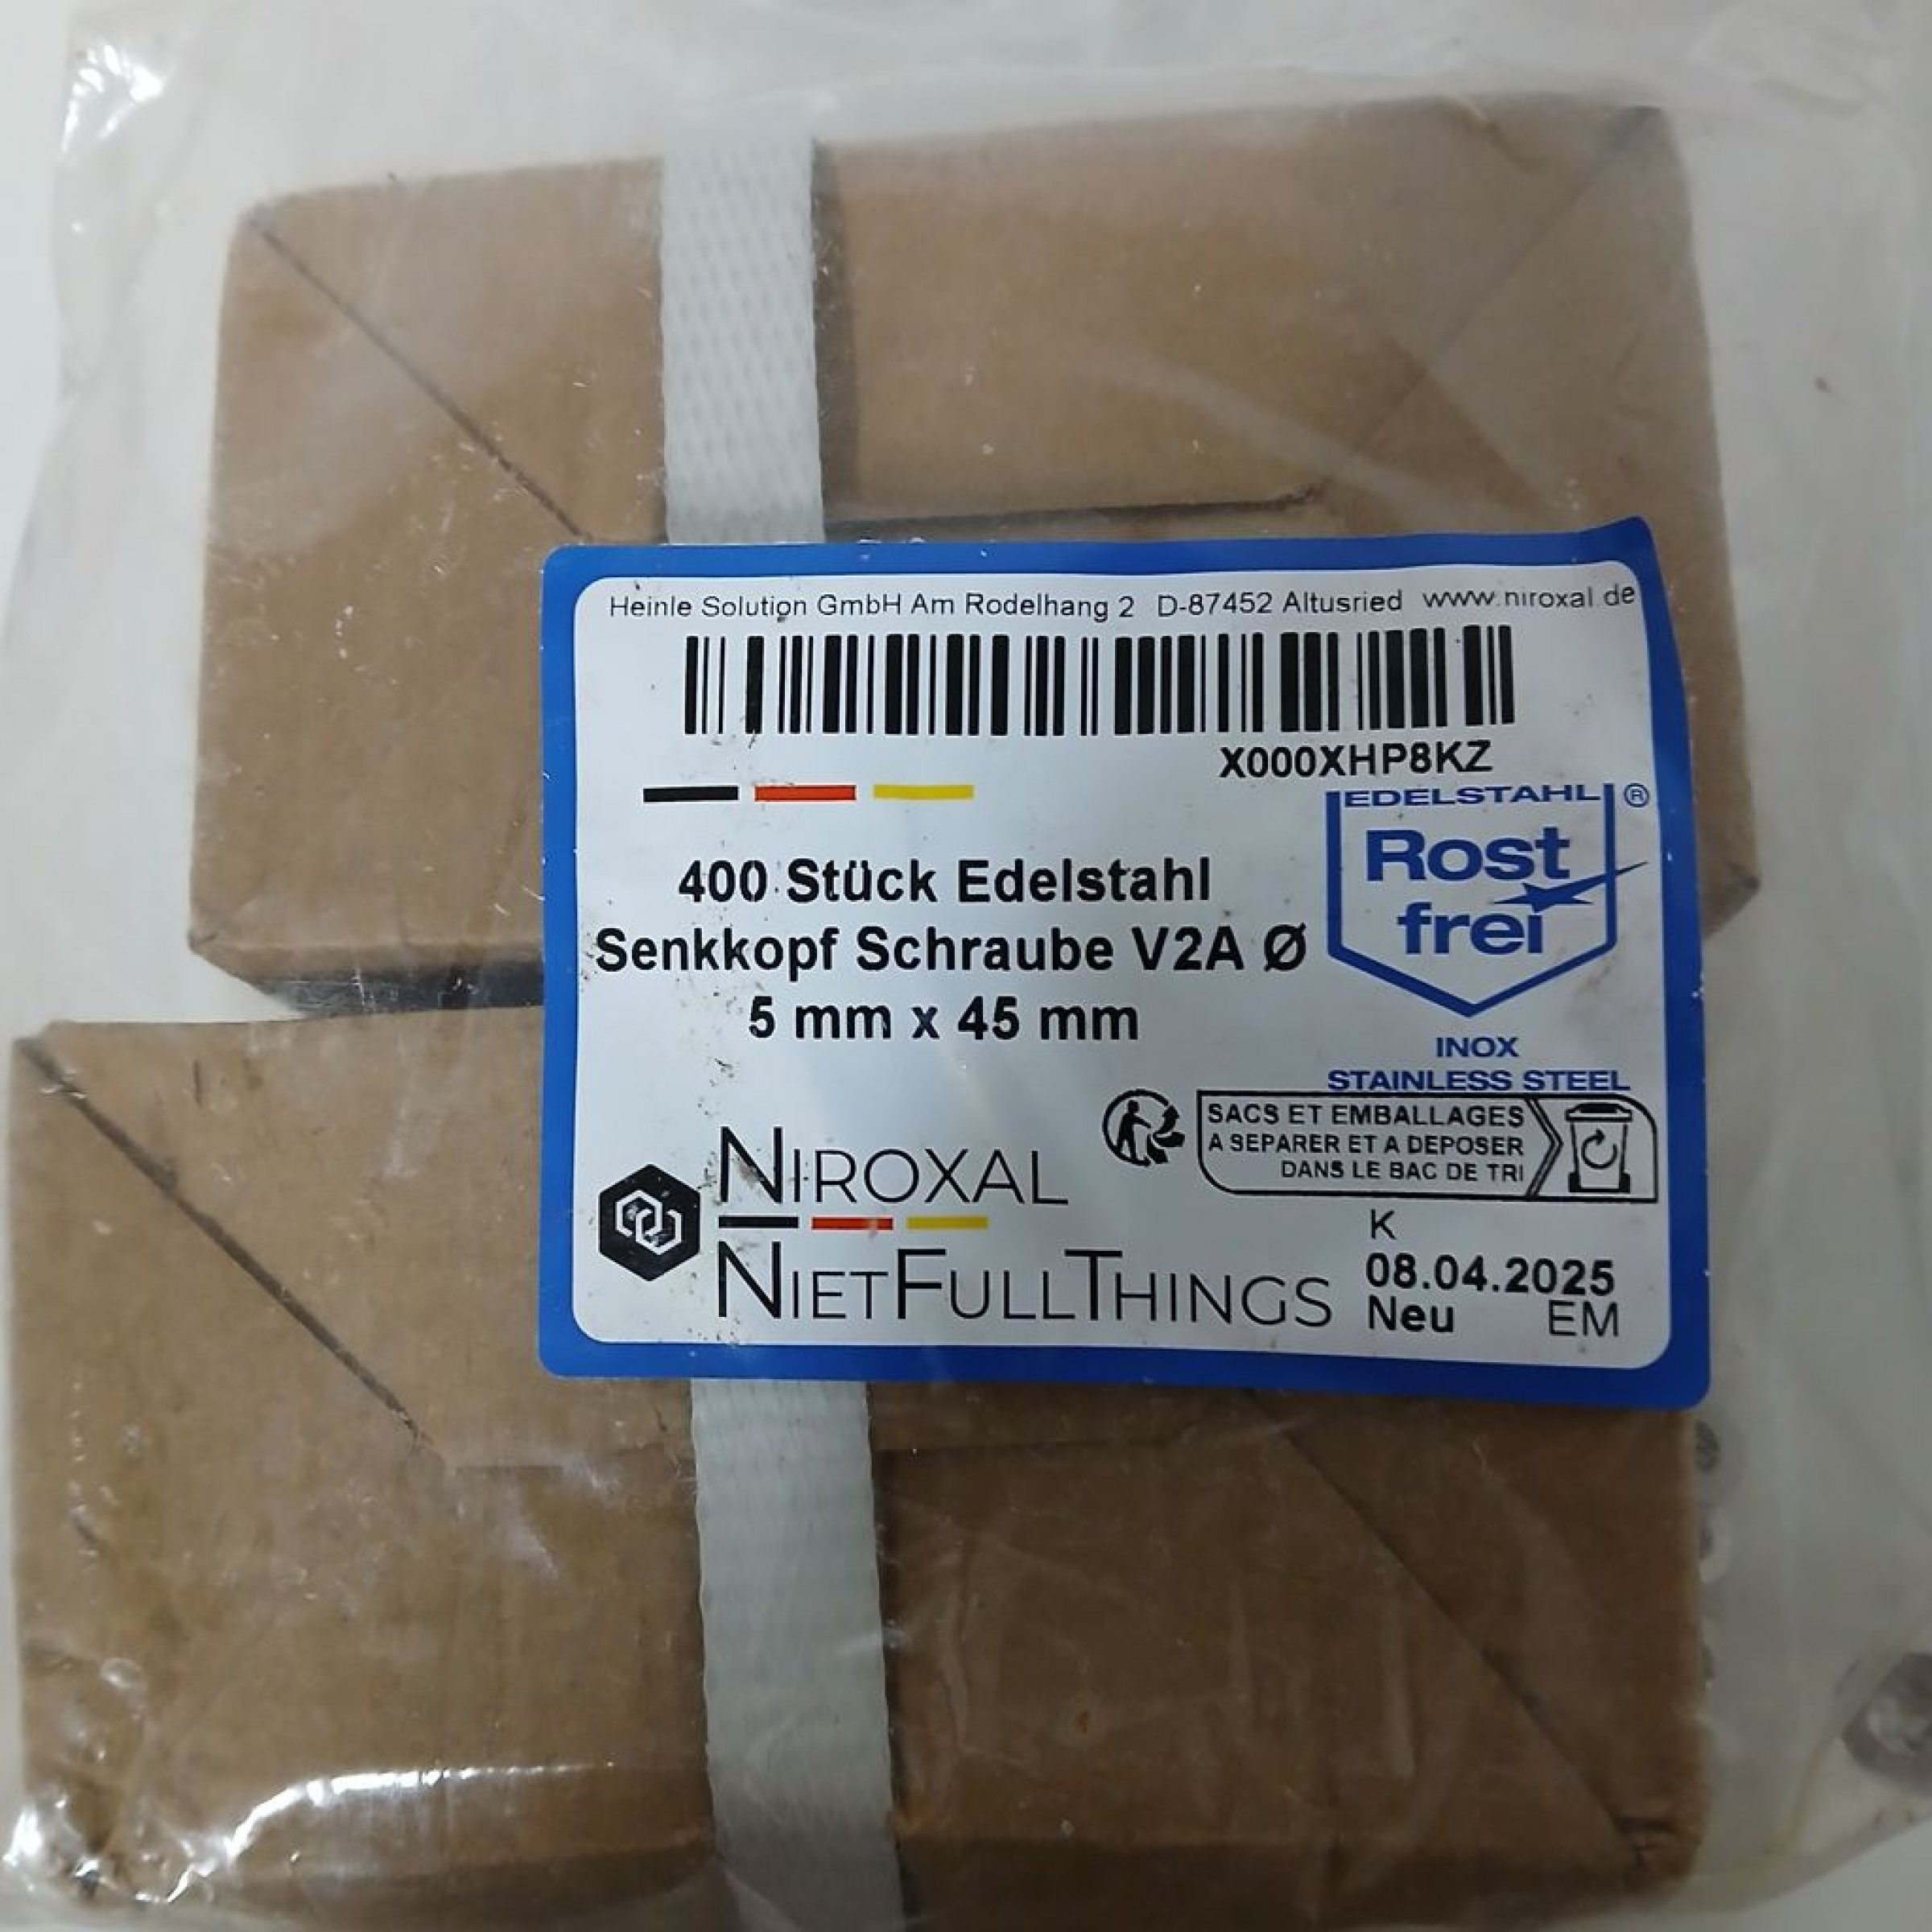 Heinle Solution GmbH Am Rodelhang 2 D-87452 Altusried www.niroxal.de
X000XHP8KZ
EDELSTAHL ®
Rost
frei
400 Stück Edelstahl
Senkkopf Schraube V2A Ø
5 mm x 45 mm
INOX
STAINLESS STEEL
SACS ET EMBALLAGES
A SEPARER ET A DEPOSER
DANS LE BAC DE TRI
NIROXAL
NIETFULLTHINGS
K
08.04.2025
Neu EM